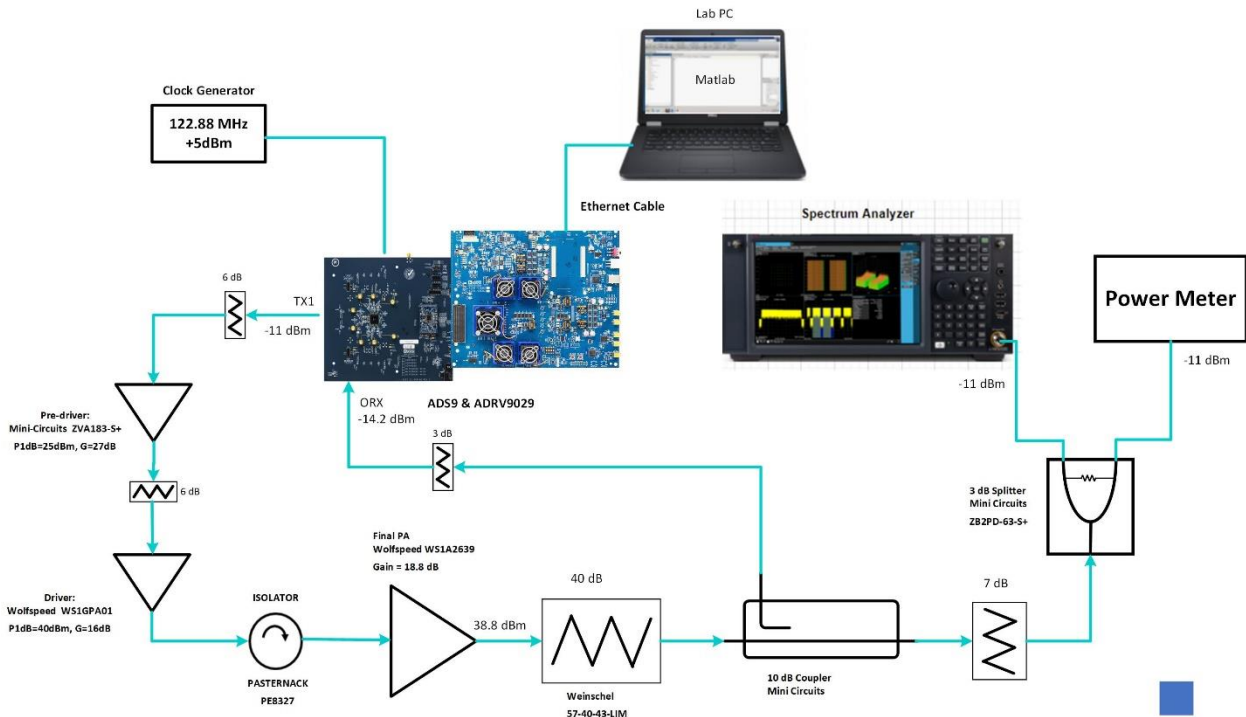 Lab PC
Matlab
Clock Generator
122.88 MHz
+5dBm
Ethernet Cable
Spectrum Analyzer
Power Meter
-11 dBm
-11 dBm
6 dB
TX1
-11 dBm
ORX
-14.2 dBm
ADS9 & ADRV9029
3 dB
Pre-driver:
Mini-Circuits ZVA183-S+
P1dB=25dBm, G=27dB
6 dB
3 dB Splitter
Mini Circuits
ZB2PD-63-S+
Final PA
Wolfspeed WS1A2639
Gain = 18.8 dB
40 dB
7 dB
Driver:
Wolfspeed WS1GPA01
P1dB=40dBm, G=16dB
ISOLATOR
38.8 dBm
PASTERNACK
PE8327
Weinschel
57-40-43-LIM
10 dB Coupler
Mini Circuits